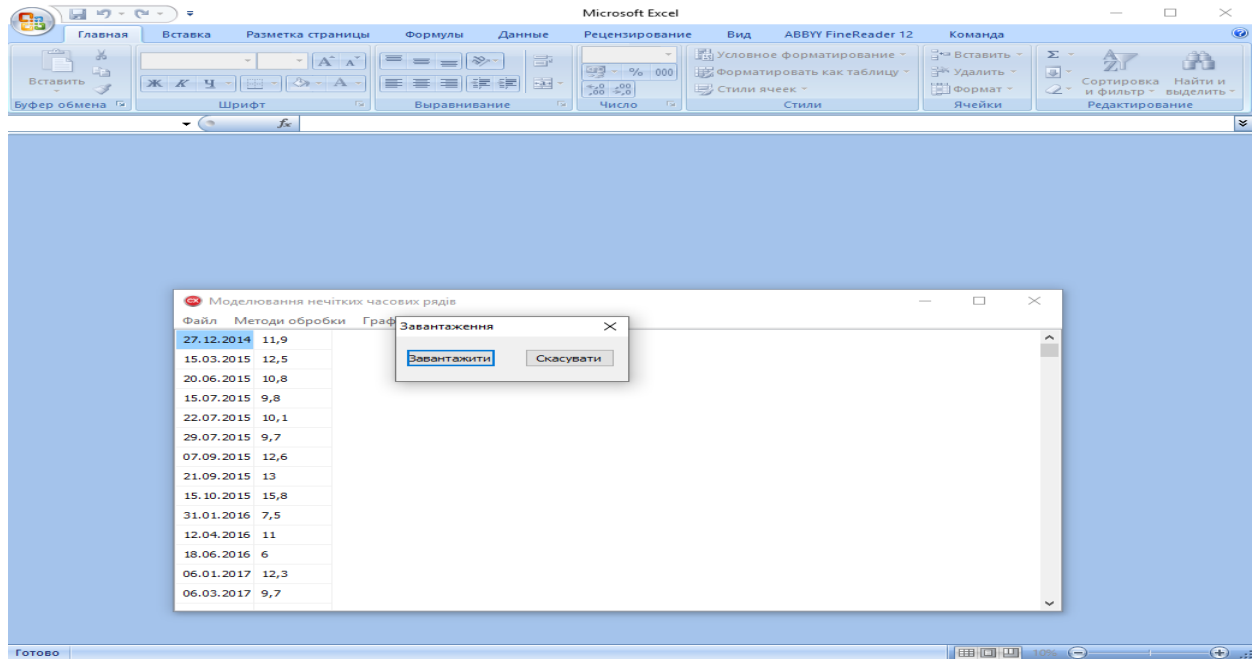 Microsoft Excel
Главная Вставка Разметка страницы Формулы Данные Рецензирование Вид ABBYY FineReader 12 Команда
Вставить
Ж К Ч А А А
% 000
Условное форматирование
Форматировать как таблицу
Стили ячеек
Вставить
Удалить
Формат
Σ
Сортировка и фильтр
Найти и выделить
Буфер обмена Шрифт Выравнивание Число Стили Ячейки Редактирование
fx
Моделювання нечітких часових рядів
Файл Методи обробки Граф
Завантаження
Завантажити Скасувати
27.12.2014 11,9
15.03.2015 12,5
20.06.2015 10,8
15.07.2015 9,8
22.07.2015 10,1
29.07.2015 9,7
07.09.2015 12,6
21.09.2015 13
15.10.2015 15,8
31.01.2016 7,5
12.04.2016 11
18.06.2016 6
06.01.2017 12,3
06.03.2017 9,7
Готово 10%